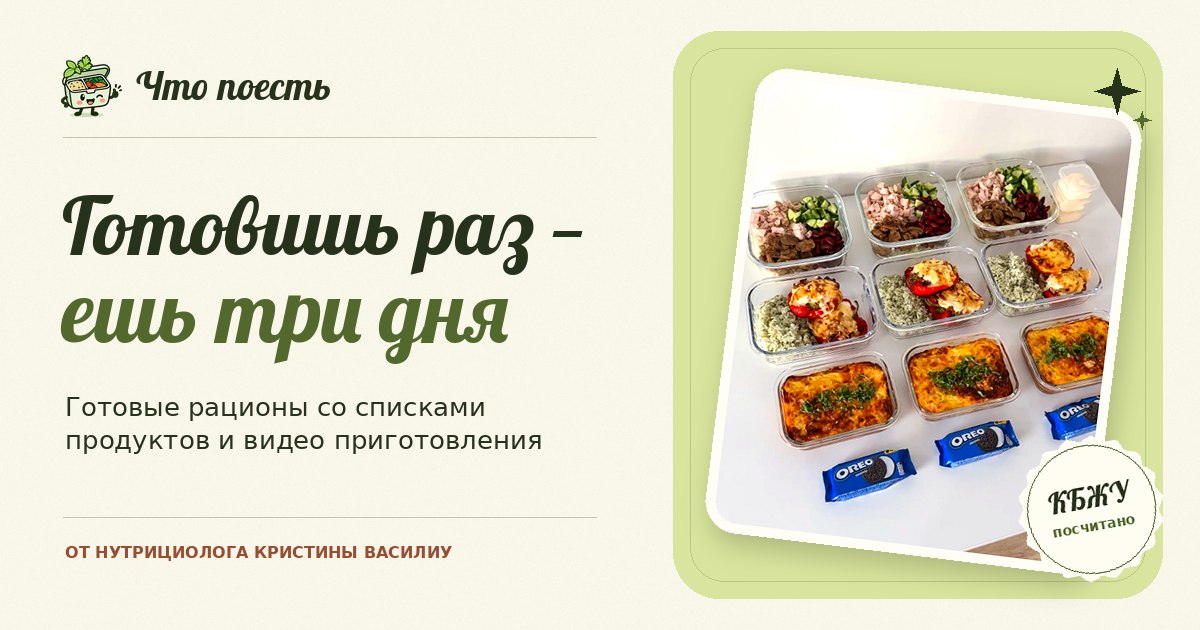 Что поесть
Готовишь раз –
ешь три дня
Готовые рационы со списками
продуктов и видео приготовления
ОТ НУТРИЦИОЛОГА КРИСТИНЫ ВАСИЛИУ
OREO
OREO
OREO
КБЖУ
посчитано